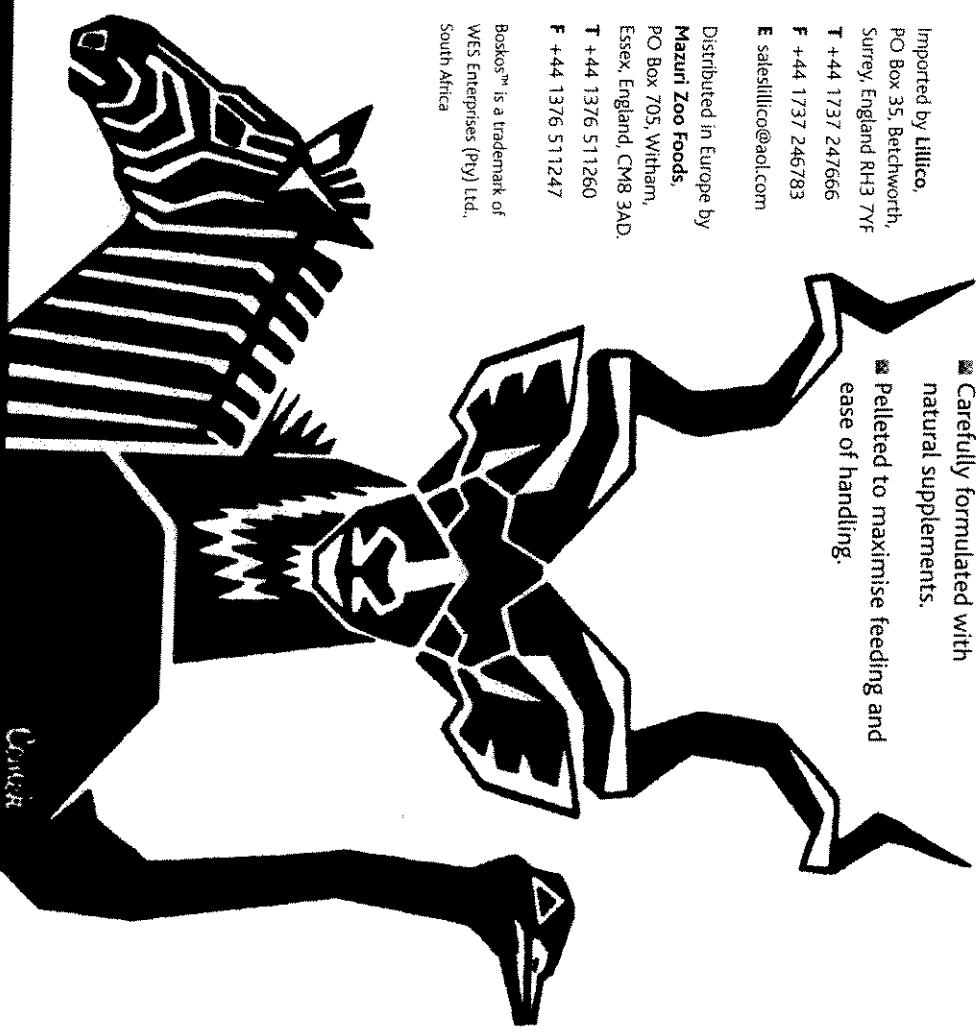 ■ Carefully formulated with
natural supplements.
■ Pelleted to maximise feeding and
ease of handling.
Imported by Lillico,
PO Box 35, Betchworth,
Surrey, England RH3 7YF
T +44 1737 247666
F +44 1737 246783
E saleslillico@aol.com
Distributed in Europe by
Mazuri Zoo Foods,
PO Box 705, Witham,
Essex, England, CM8 3AD.
T +44 1376 511260
F +44 1376 511247
Boskos™ is a trademark of
WES Enterprises (Pty) Ltd.,
South Africa